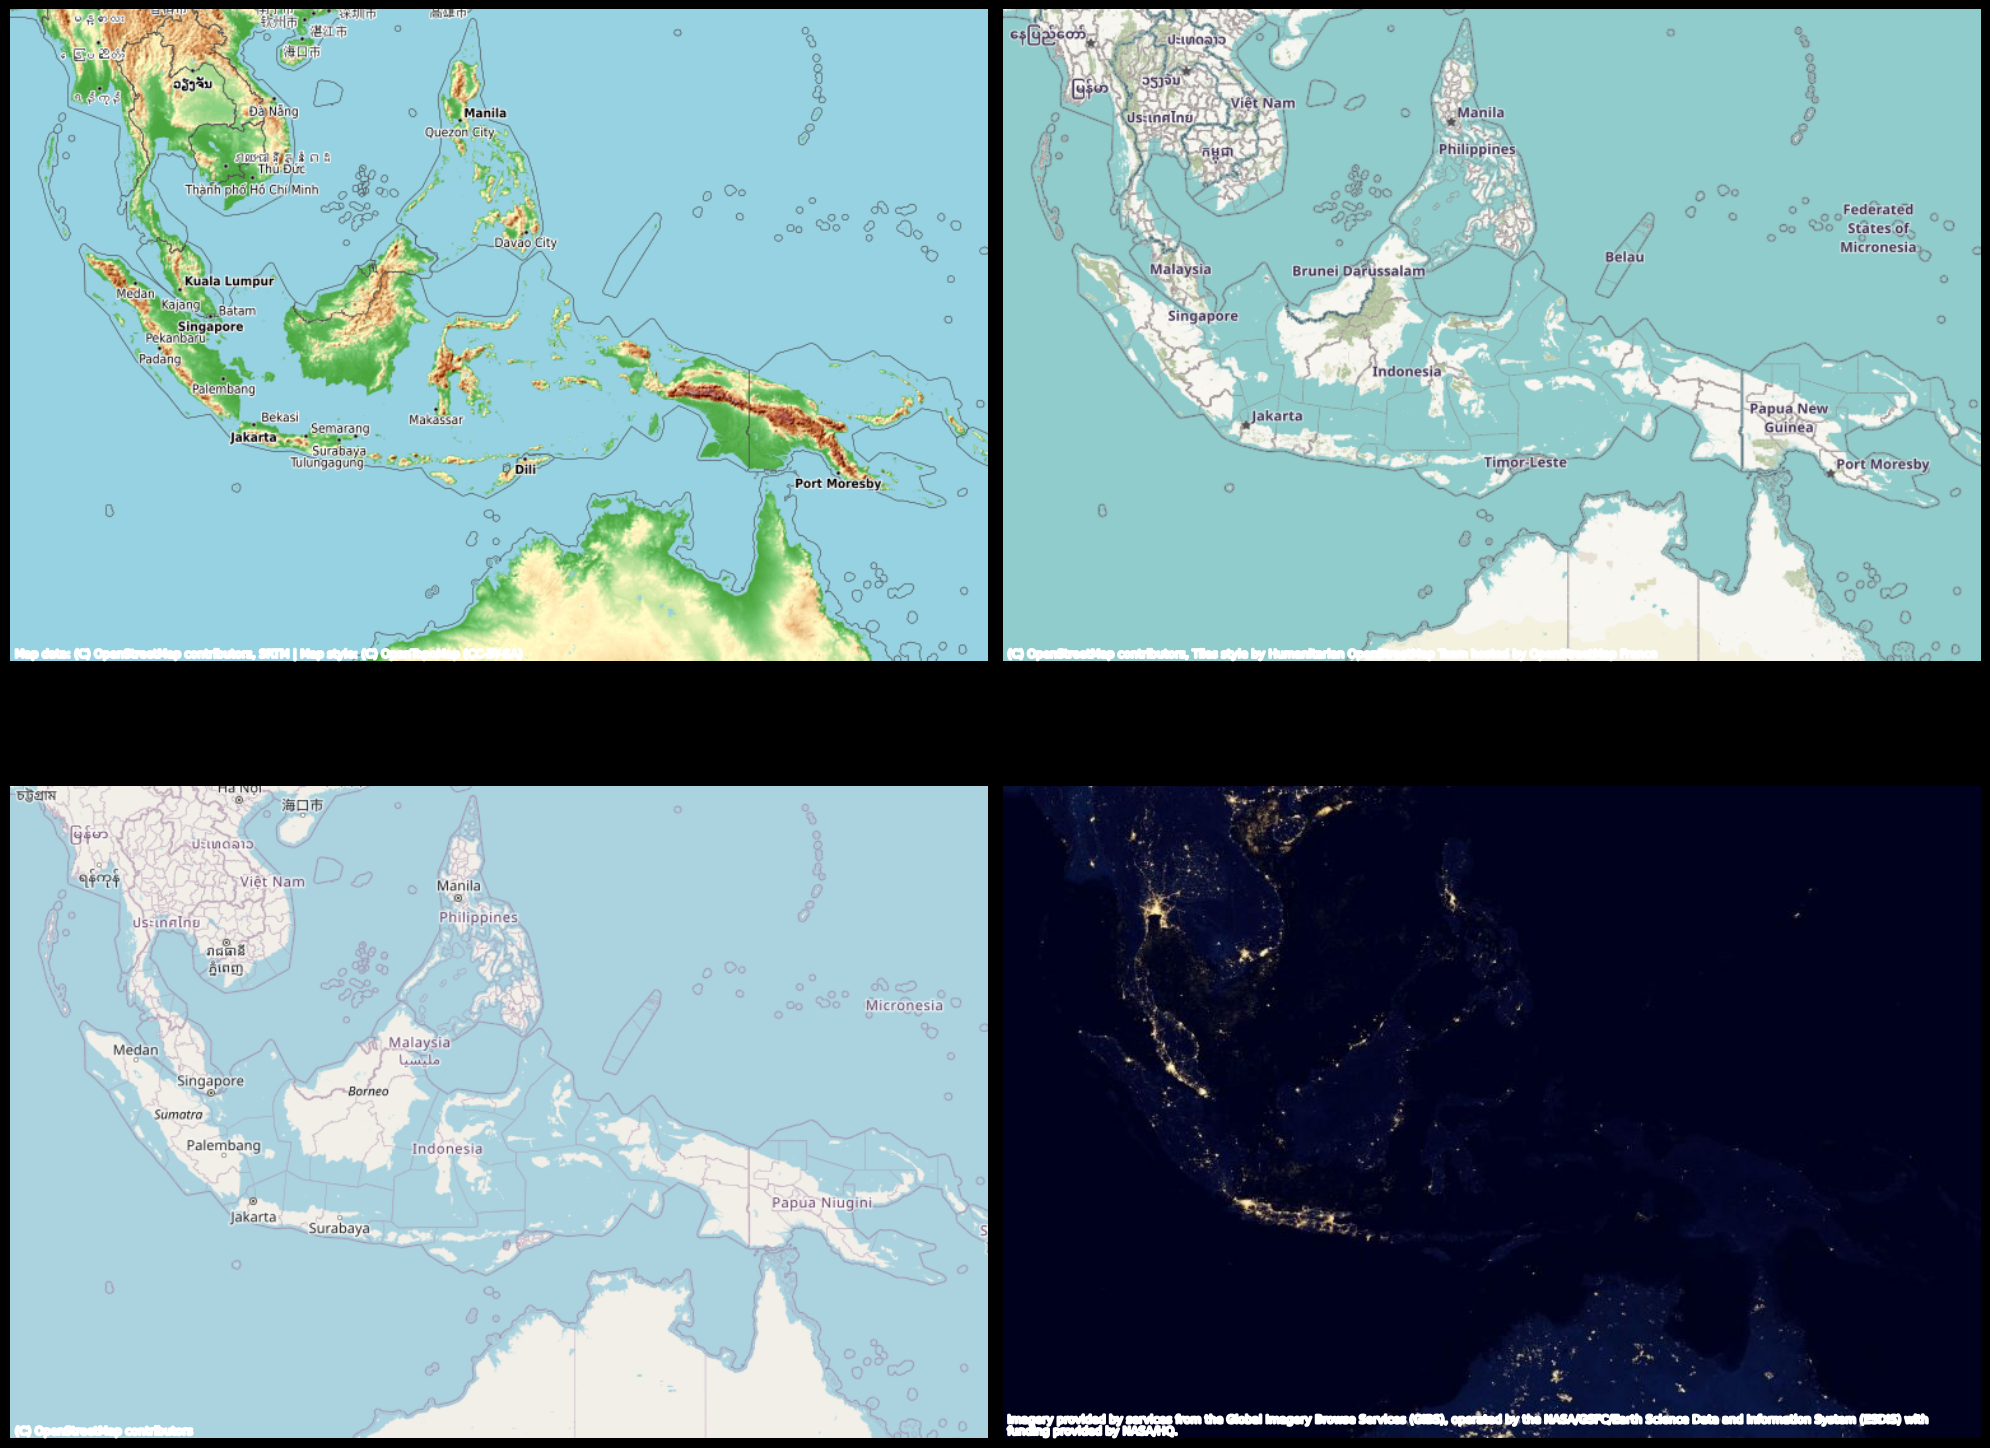 湛江市
海口市
ວຽງຈັນ
Đà Nẵng
Thủ Đức
Thành phố Hồ Chí Minh
Manila
Quezon City
Davao City
Kuala Lumpur
Medan
Kajang
Batam
Singapore
Pekanbaru
Padang
Palembang
Bekasi
Jakarta
Semarang
Surabaya
Tulungagung
Makassar
Dili
Port Moresby
Map data: (C) OpenStreetMap contributors, SRTM | Map style: (C) OpenTopoMap (CC-BY-SA)
နေပြည်တော်
ປະເທດລາວ
ວຽງຈັນ
မြန်မာ
Việt Nam
ประเทศไทย
កម្ពុជា
Manila
Philippines
Federated
States of
Micronesia
Belau
Malaysia
Brunei Darussalam
Singapore
Indonesia
Jakarta
Papua New
Guinea
Timor-Leste
Port Moresby
(C) OpenStreetMap contributors, Tiles style by Humanitarian OpenStreetMap Team hosted by OpenStreetMap France
Hà Nội
海口市
မြန်မာ
ປະເທດລາວ
ရန်ကုန်
Việt Nam
Manila
Philippines
ประเทศไทย
រាជធានី
ភ្នំពេញ
Micronesia
Malaysia
مليسيا
Medan
Singapore
Borneo
Sumatra
Palembang
Indonesia
Papua Niugini
Jakarta
Surabaya
(C) OpenStreetMap contributors
Imagery provided by services from the Global Imagery Browse Services (GIBS), operated by the NASA/GSFC/Earth Science Data and Information System (ESDIS) with
funding provided by NASA/HQ.